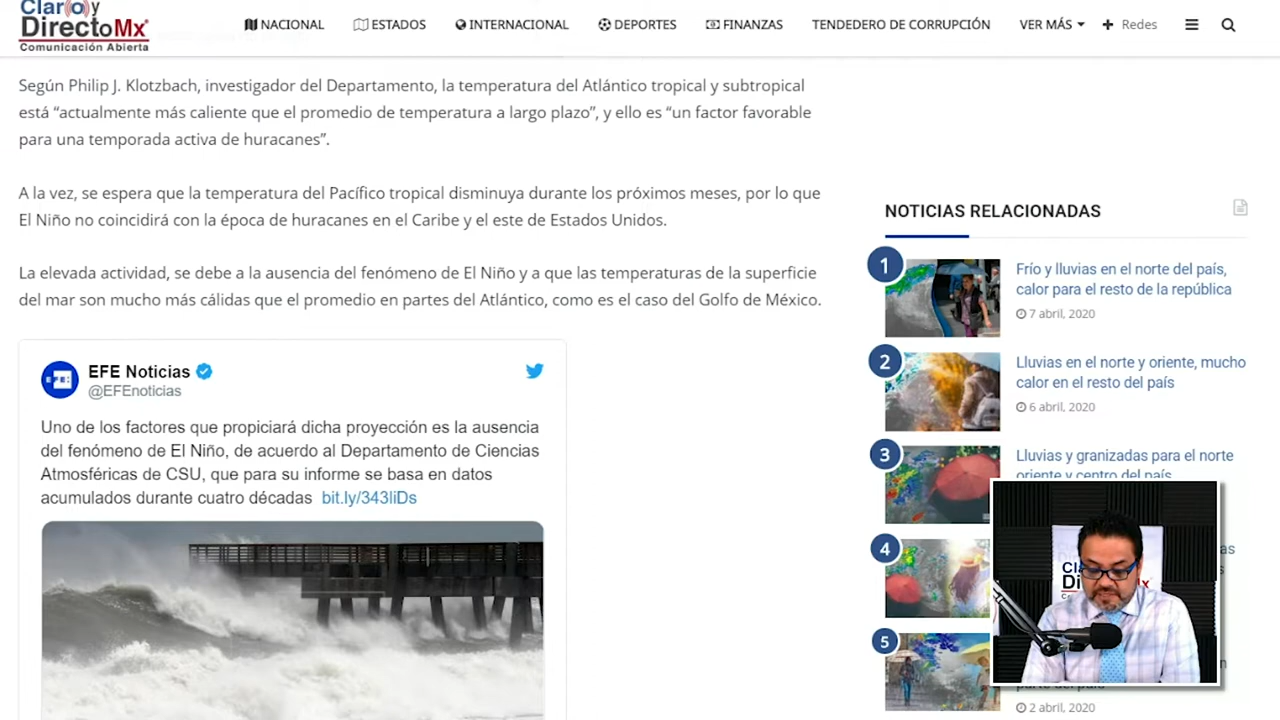 Claro y
DirectoMx
Comunicación Abierta
NACIONAL
ESTADOS
INTERNACIONAL
DEPORTES
FINANZAS
TENDEDERO DE CORRUPCIÓN
VER MÁS
Redes
Según Philip J. Klotzbach, investigador del Departamento, la temperatura del Atlántico tropical y subtropical
está “actualmente más caliente que el promedio de temperatura a largo plazo”, y ello es “un factor favorable
para una temporada activa de huracanes”.
A la vez, se espera que la temperatura del Pacífico tropical disminuya durante los próximos meses, por lo que
El Niño no coincidirá con la época de huracanes en el Caribe y el este de Estados Unidos.
La elevada actividad, se debe a la ausencia del fenómeno de El Niño y a que las temperaturas de la superficie
del mar son mucho más cálidas que el promedio en partes del Atlántico, como es el caso del Golfo de México.
EFE Noticias
@EFEnoticias
Uno de los factores que propiciará dicha proyección es la ausencia
del fenómeno de El Niño, de acuerdo al Departamento de Ciencias
Atmosféricas de CSU, que para su informe se basa en datos
acumulados durante cuatro décadas bit.ly/343liDs
NOTICIAS RELACIONADAS
1
Frío y lluvias en el norte del país,
calor para el resto de la república
7 abril, 2020
2
Lluvias en el norte y oriente, mucho
calor en el resto del país
6 abril, 2020
3
Lluvias y granizadas para el norte
oriente y centro del país
4
5
2 abril, 2020